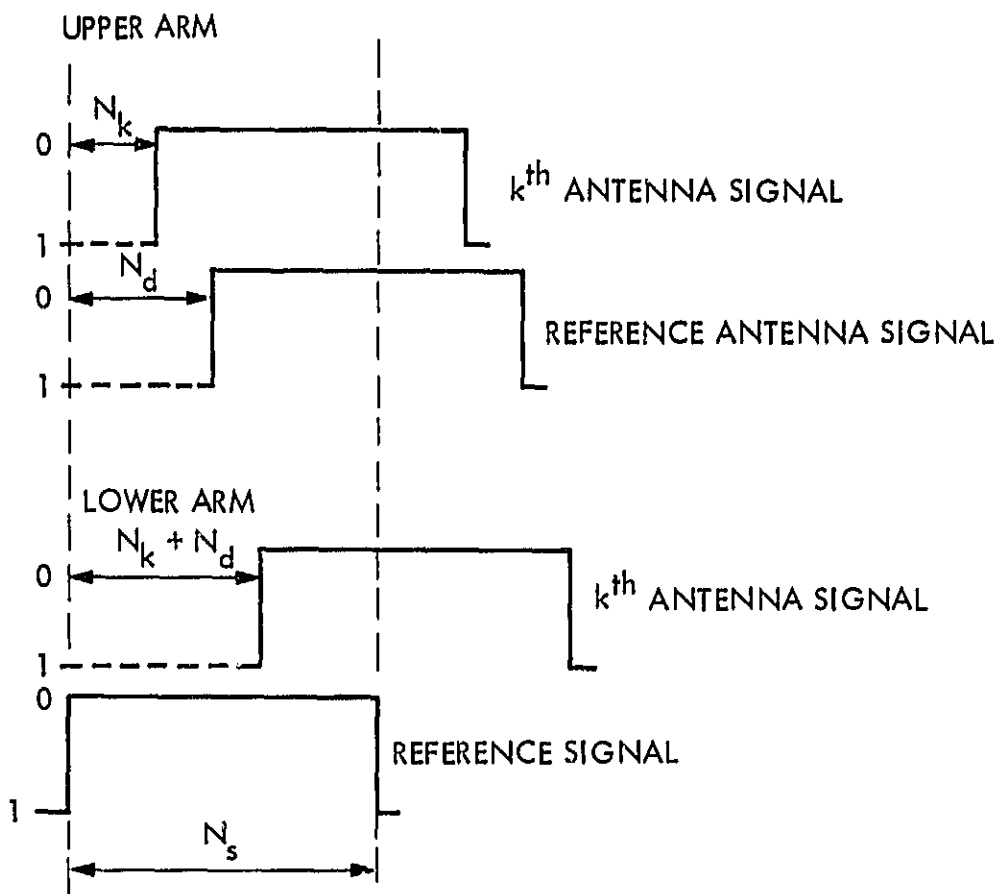 UPPER ARM
N_k
0
k^th ANTENNA SIGNAL
1
N_d
0
REFERENCE ANTENNA SIGNAL
1
LOWER ARM
N_k + N_d
0
k^th ANTENNA SIGNAL
1
0
REFERENCE SIGNAL
1
N_s